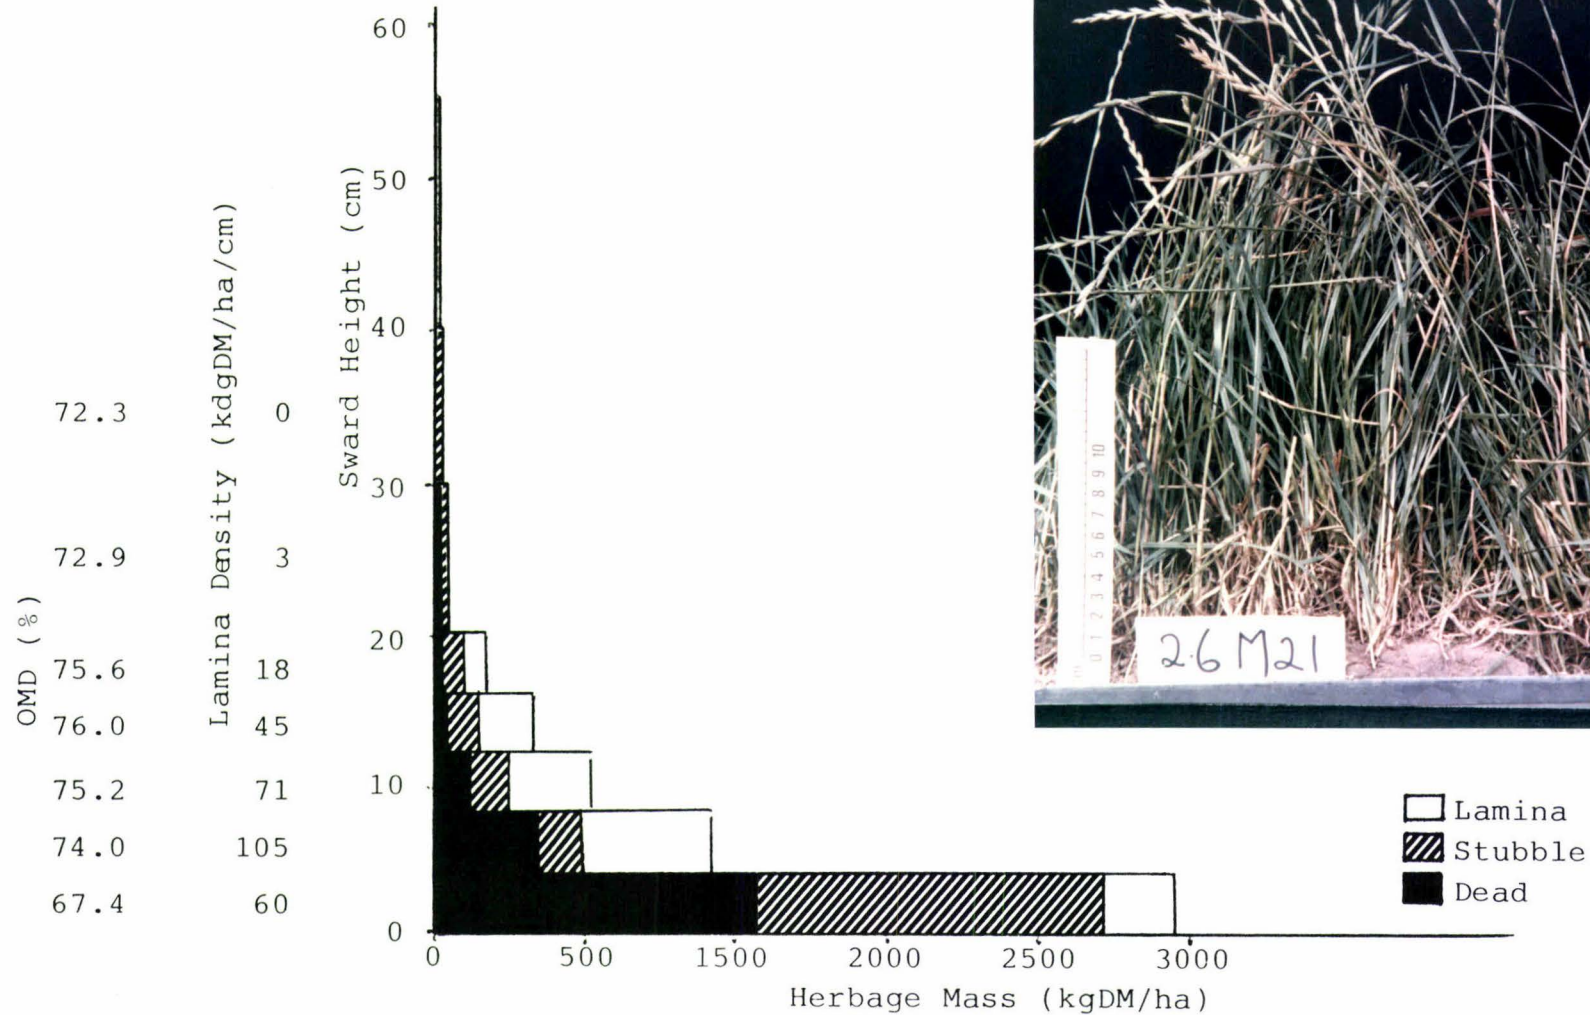 60
50
40
30
20
10
0
Sward Height (cm)
Lamina Density (kdgDM/ha/cm)
0
3
18
45
71
105
60
OMD (%)
72.3
72.9
75.6
76.0
75.2
74.0
67.4
0 1 2 3 4 5 6 7 8 9 10
2.6 M21
Lamina
Stubble
Dead
0 500 1500 2000 2500 3000
Herbage Mass (kgDM/ha)